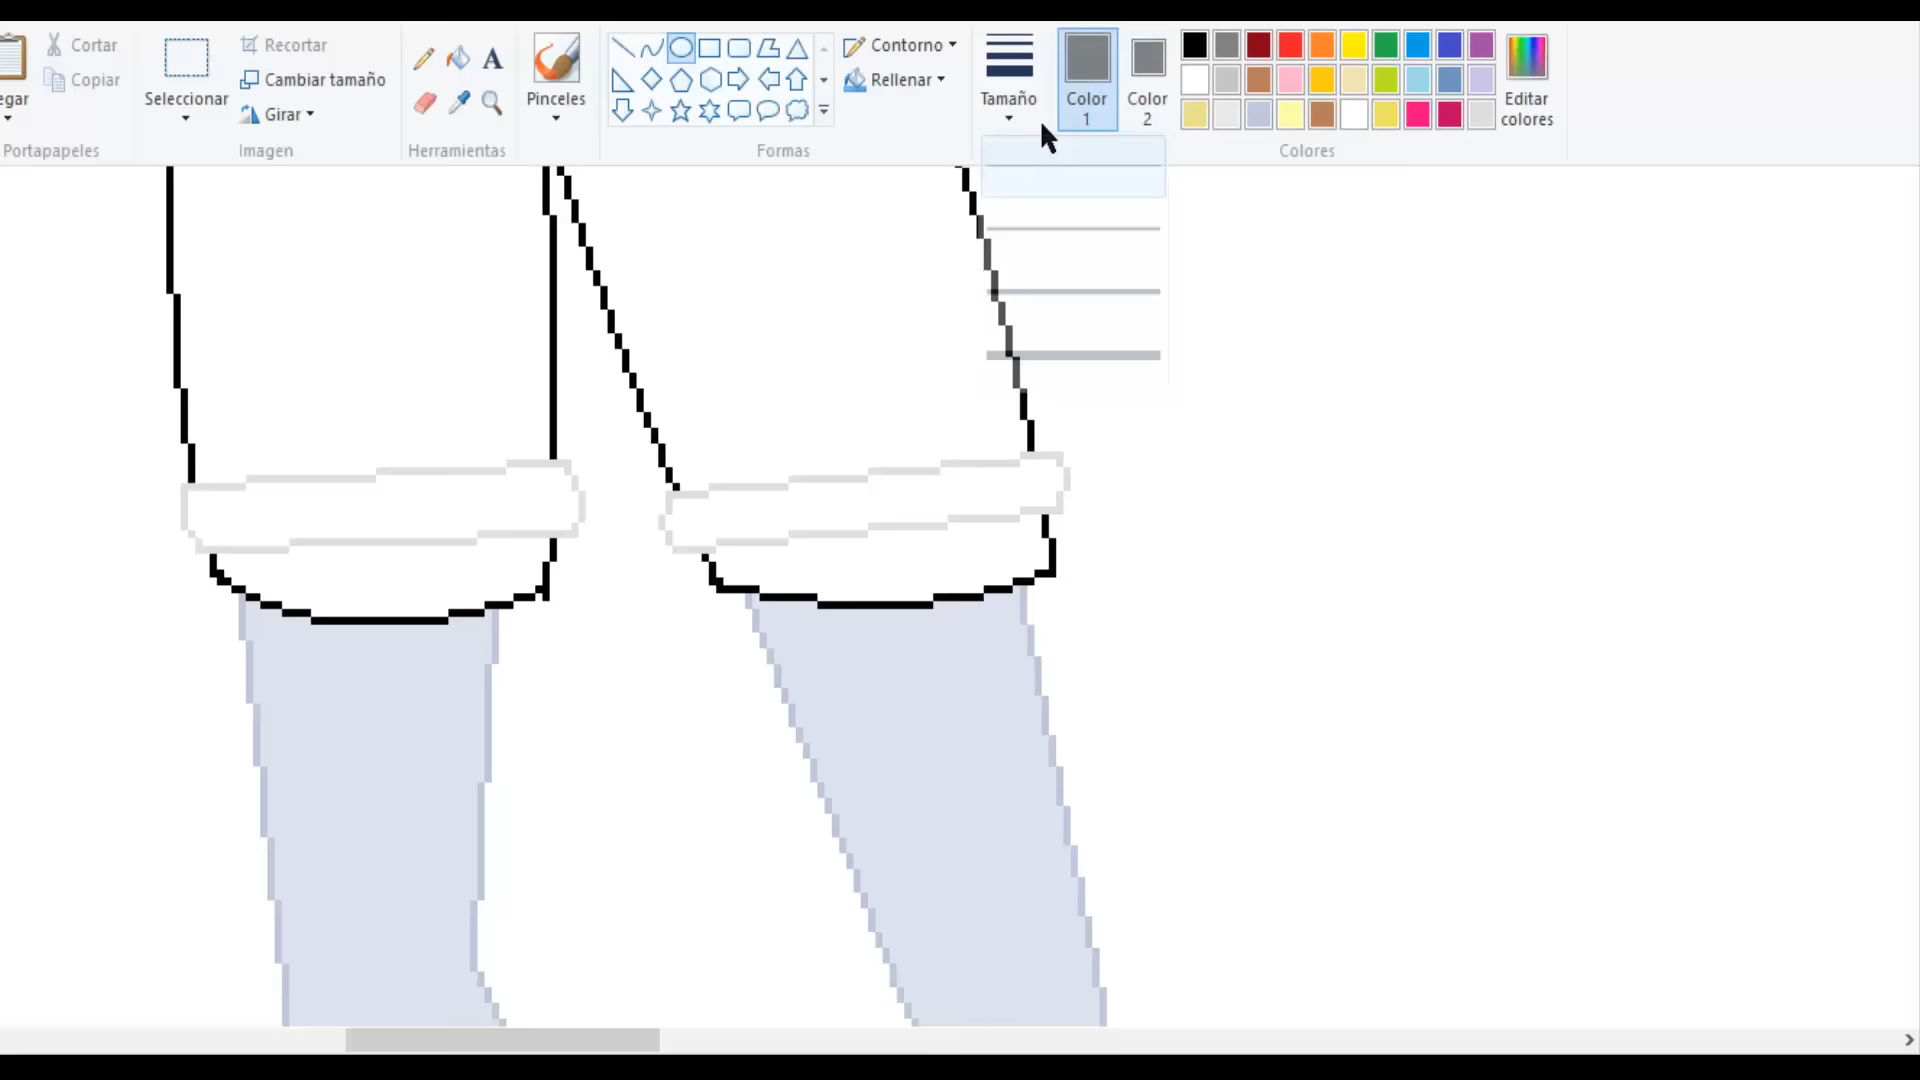 Cortar
Recortar
Contorno
egar
Copiar
Seleccionar
Cambiar tamaño
A
Pinceles
Rellenar
Tamaño
Color
1
Color
2
Editar
colores
Girar
Portapapeles
Imagen
Herramientas
Formas
Colores